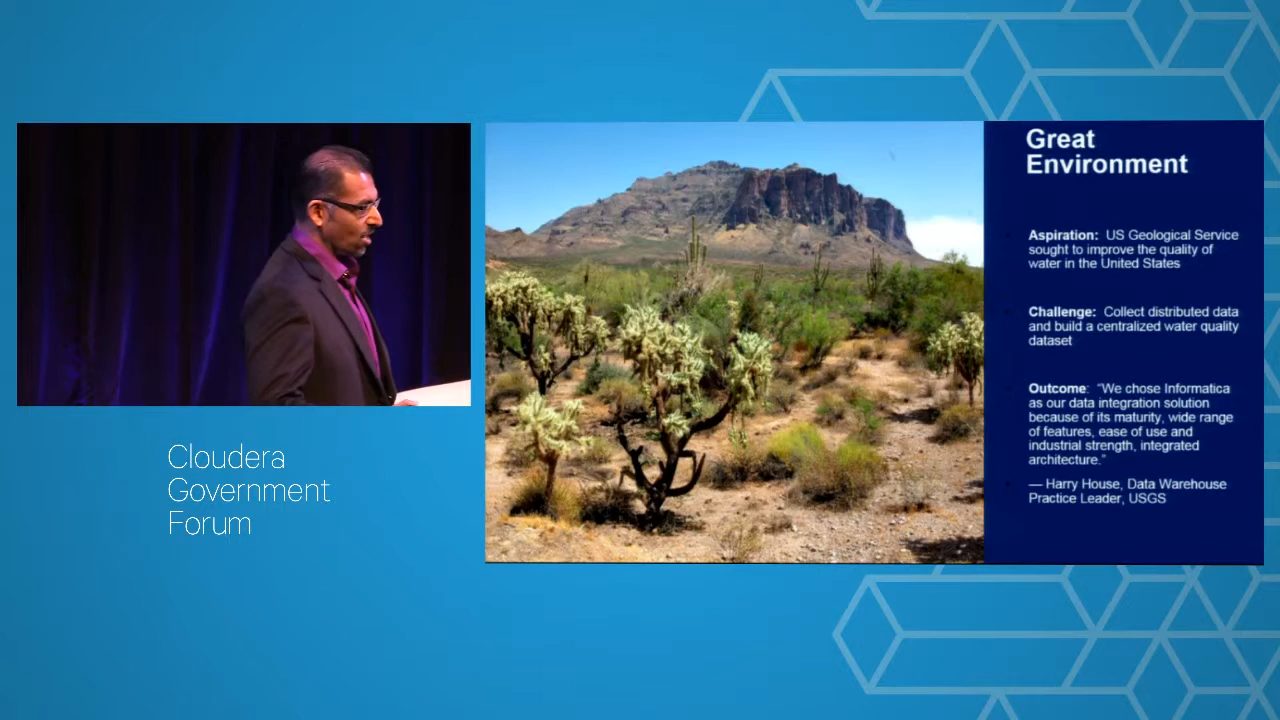 Cloudera
Government
Forum
Great
Environment
Aspiration: US Geological Service
sought to improve the quality of
water in the United States
Challenge: Collect distributed data
and build a centralized water quality
dataset
Outcome: “We chose Informatica
as our data integration solution
because of its maturity, wide range
of features, ease of use and
industrial strength, integrated
architecture.”
— Harry House, Data Warehouse
Practice Leader, USGS